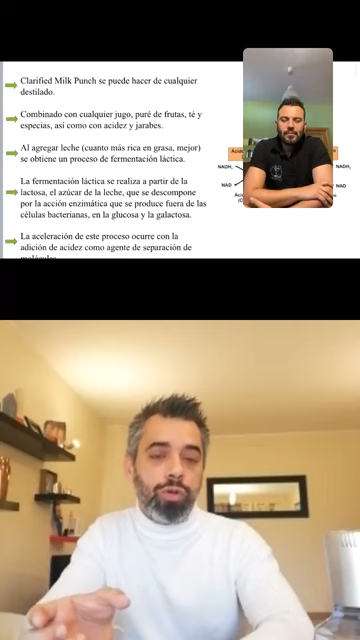 Clarified Milk Punch se puede hacer de cualquier
destilado.
Combinado con cualquier jugo, puré de frutas, té y
especias, así como con acidez y jarabes.
Al agregar leche (cuanto más rica en grasa, mejor)
se obtiene un proceso de fermentación láctica.
La fermentación láctica se realiza a partir de la
lactosa, el azúcar de la leche, que se descompone
por la acción enzimática que se produce fuera de las
células bacterianas, en la glucosa y la galactosa.
La aceleración de este proceso ocurre con la
adición de acidez como agente de separación de
NADH,
NAD
NADH,
NAD